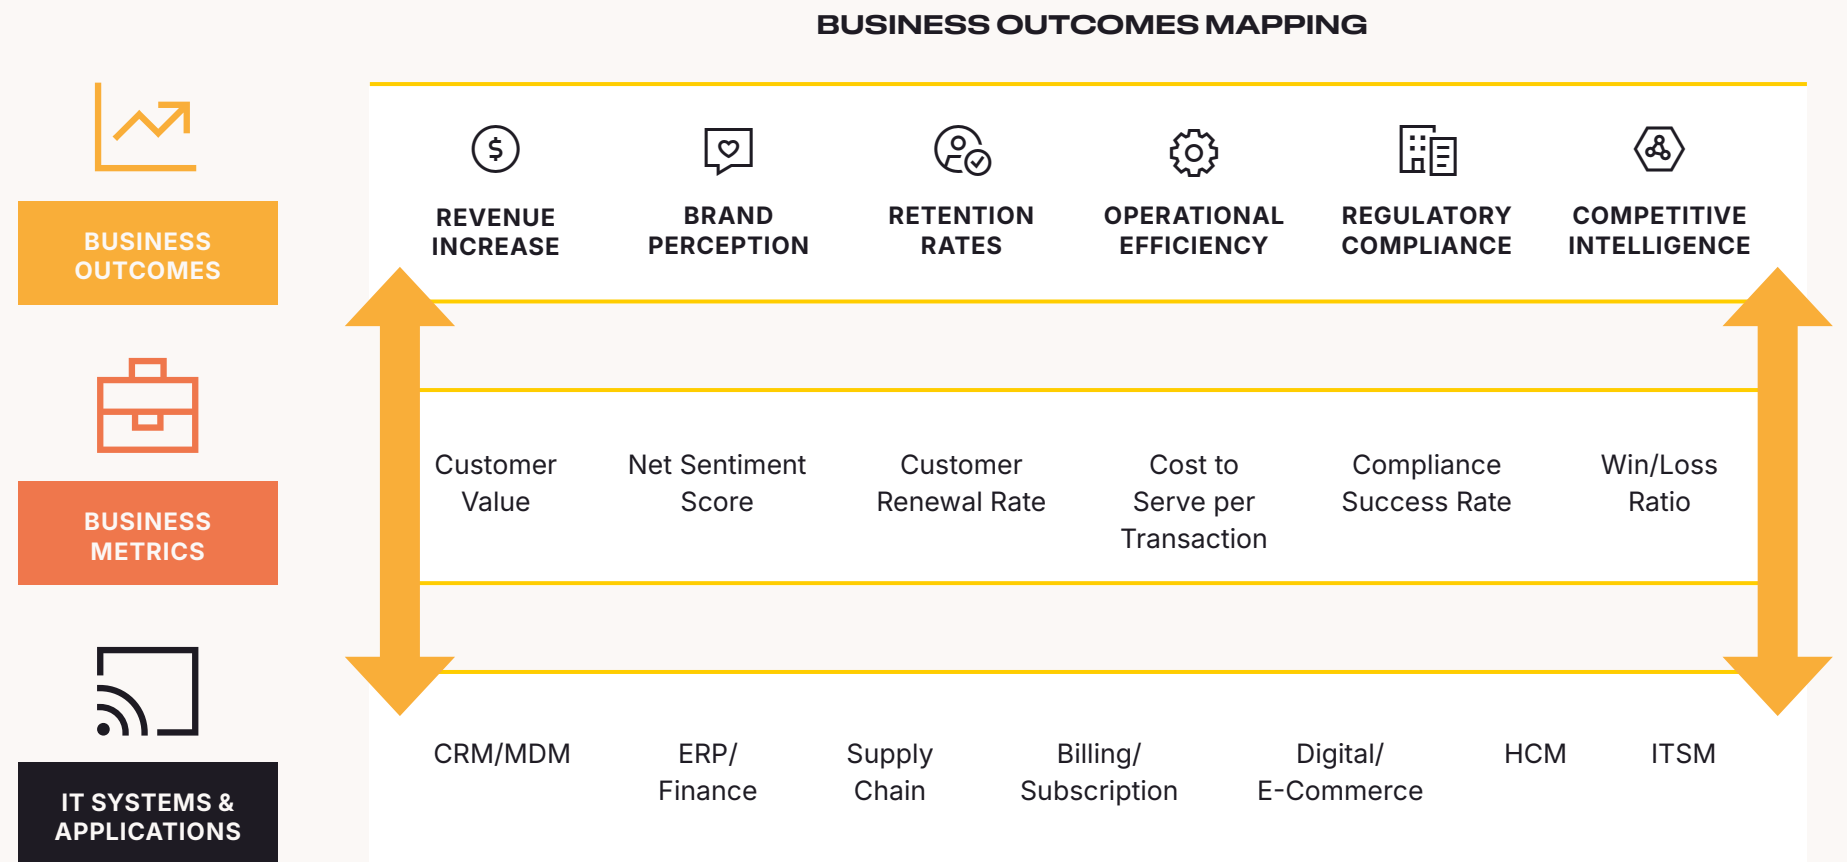 BUSINESS OUTCOMES MAPPING
BUSINESS
OUTCOMES
REVENUE
INCREASE
BRAND
PERCEPTION
RETENTION
RATES
OPERATIONAL
EFFICIENCY
REGULATORY
COMPLIANCE
COMPETITIVE
INTELLIGENCE
BUSINESS
METRICS
Customer
Value
Net Sentiment
Score
Customer
Renewal Rate
Cost to
Serve per
Transaction
Compliance
Success Rate
Win/Loss
Ratio
IT SYSTEMS &
APPLICATIONS
CRM/MDM
ERP/
Finance
Supply
Chain
Billing/
Subscription
Digital/
E-Commerce
HCM
ITSM